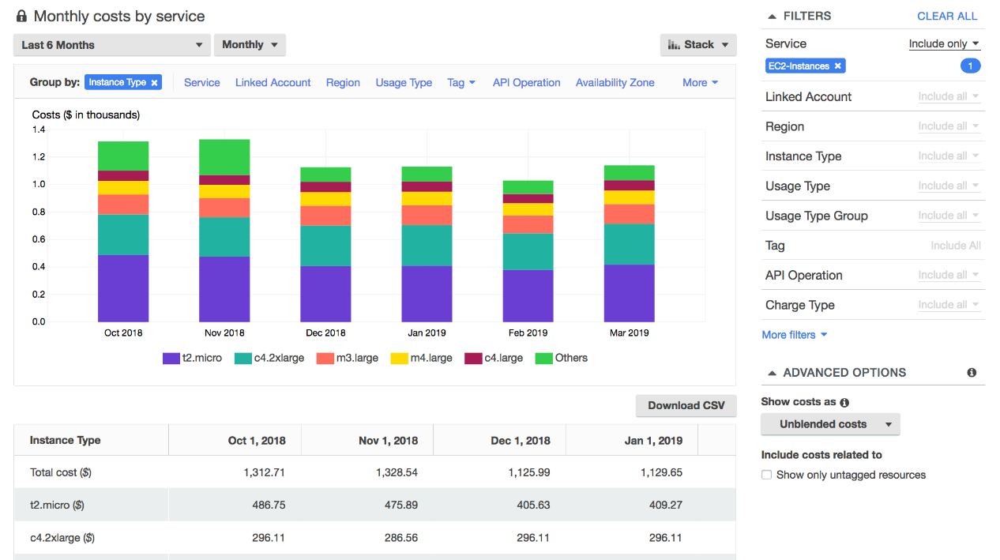 Monthly costs by service
Last 6 Months Monthly Stack
Group by: Instance Type × Service Linked Account Region Usage Type Tag API Operation Availability Zone More
Costs ($ in thousands)
1.4
1.2
1.0
0.8
0.6
0.4
0.2
0.0
Oct 2018 Nov 2018 Dec 2018 Jan 2019 Feb 2019 Mar 2019
t2.micro c4.2xlarge m3.large m4.large c4.large Others
Download CSV
Instance Type Oct 1, 2018 Nov 1, 2018 Dec 1, 2018 Jan 1, 2019
Total cost ($) 1,312.71 1,328.54 1,125.99 1,129.65
t2.micro ($) 486.75 475.89 405.63 409.27
c4.2xlarge ($) 296.11 286.56 296.11 296.11
FILTERS CLEAR ALL
Service Include only
EC2-Instances × 1
Linked Account Include all
Region Include all
Instance Type Include all
Usage Type Include all
Usage Type Group Include all
Tag Include All
API Operation Include all
Charge Type Include all
More filters
ADVANCED OPTIONS
Show costs as
Unblended costs
Include costs related to
Show only untagged resources